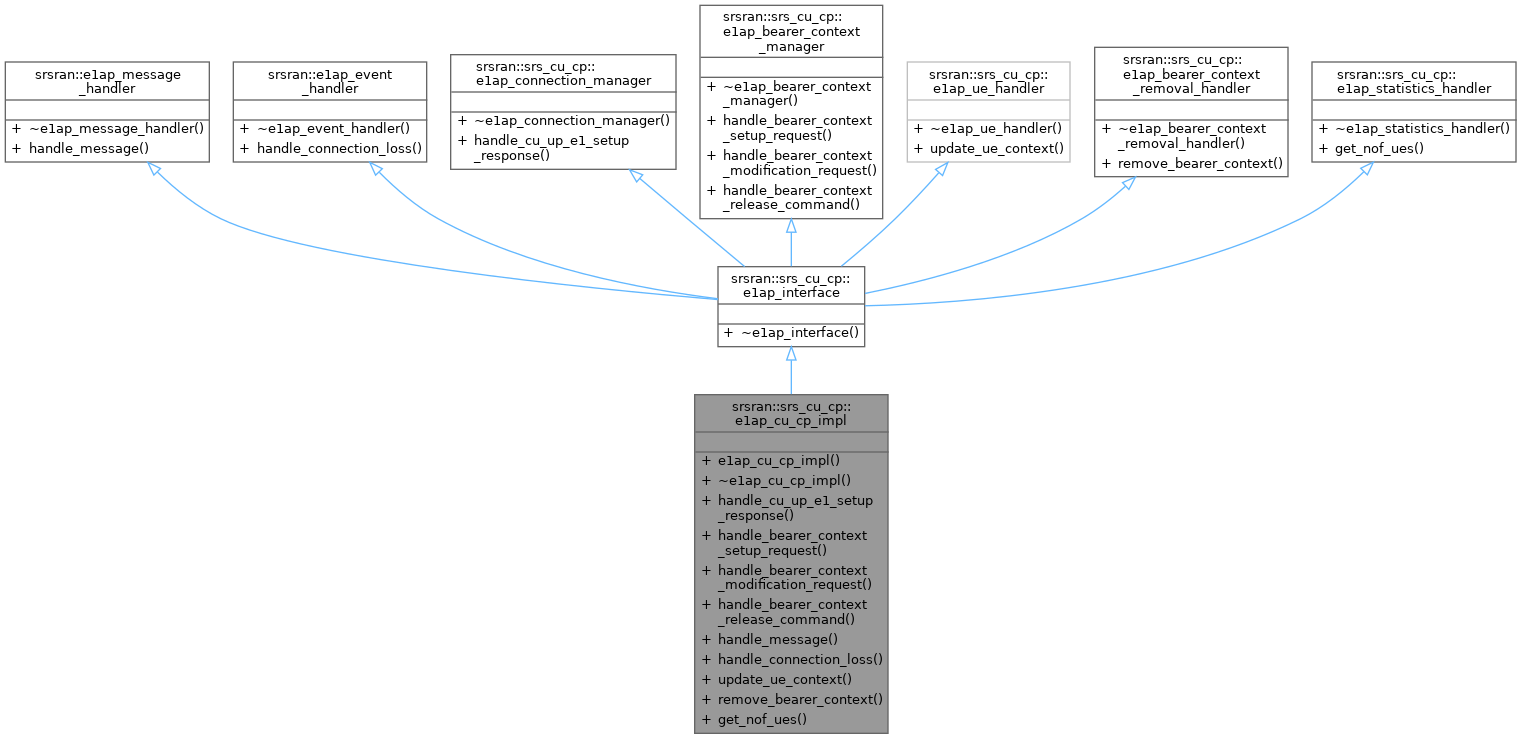 srsran::e1ap_message
_handler
+ ~e1ap_message_handler()
+ handle_message()
srsran::e1ap_event
_handler
+ ~e1ap_event_handler()
+ handle_connection_loss()
srsran::srs_cu_cp::
e1ap_connection_manager
+ ~e1ap_connection_manager()
+ handle_cu_up_e1_setup
_response()
srsran::srs_cu_cp::
e1ap_bearer_context
_manager
+ ~e1ap_bearer_context
_manager()
+ handle_bearer_context
_setup_request()
+ handle_bearer_context
_modification_request()
+ handle_bearer_context
_release_command()
srsran::srs_cu_cp::
e1ap_ue_handler
+ ~e1ap_ue_handler()
+ update_ue_context()
srsran::srs_cu_cp::
e1ap_bearer_context
_removal_handler
+ ~e1ap_bearer_context
_removal_handler()
+ remove_bearer_context()
srsran::srs_cu_cp::
e1ap_statistics_handler
+ ~e1ap_statistics_handler()
+ get_nof_ues()
srsran::srs_cu_cp::
e1ap_interface
+ ~e1ap_interface()
srsran::srs_cu_cp::
e1ap_cu_cp_impl
+ e1ap_cu_cp_impl()
+ ~e1ap_cu_cp_impl()
+ handle_cu_up_e1_setup
_response()
+ handle_bearer_context
_setup_request()
+ handle_bearer_context
_modification_request()
+ handle_bearer_context
_release_command()
+ handle_message()
+ handle_connection_loss()
+ update_ue_context()
+ remove_bearer_context()
+ get_nof_ues()